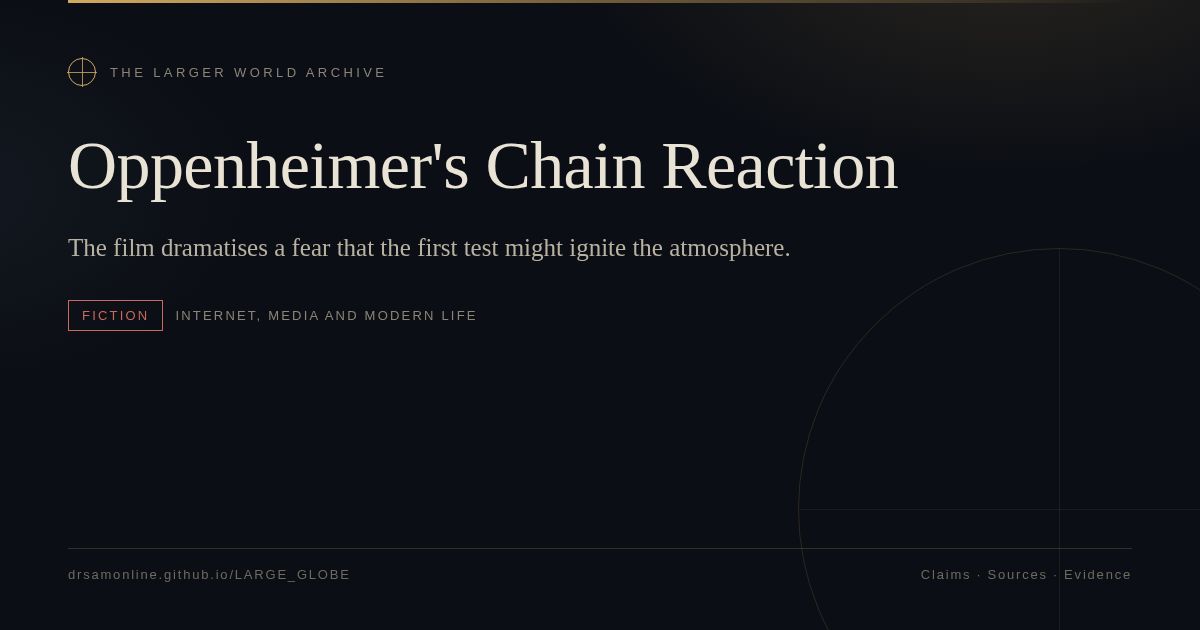 THE LARGER WORLD ARCHIVE
Oppenheimer's Chain Reaction
The film dramatises a fear that the first test might ignite the atmosphere.
FICTION INTERNET, MEDIA AND MODERN LIFE
drsamonline.github.io/LARGE_GLOBE
Claims · Sources · Evidence